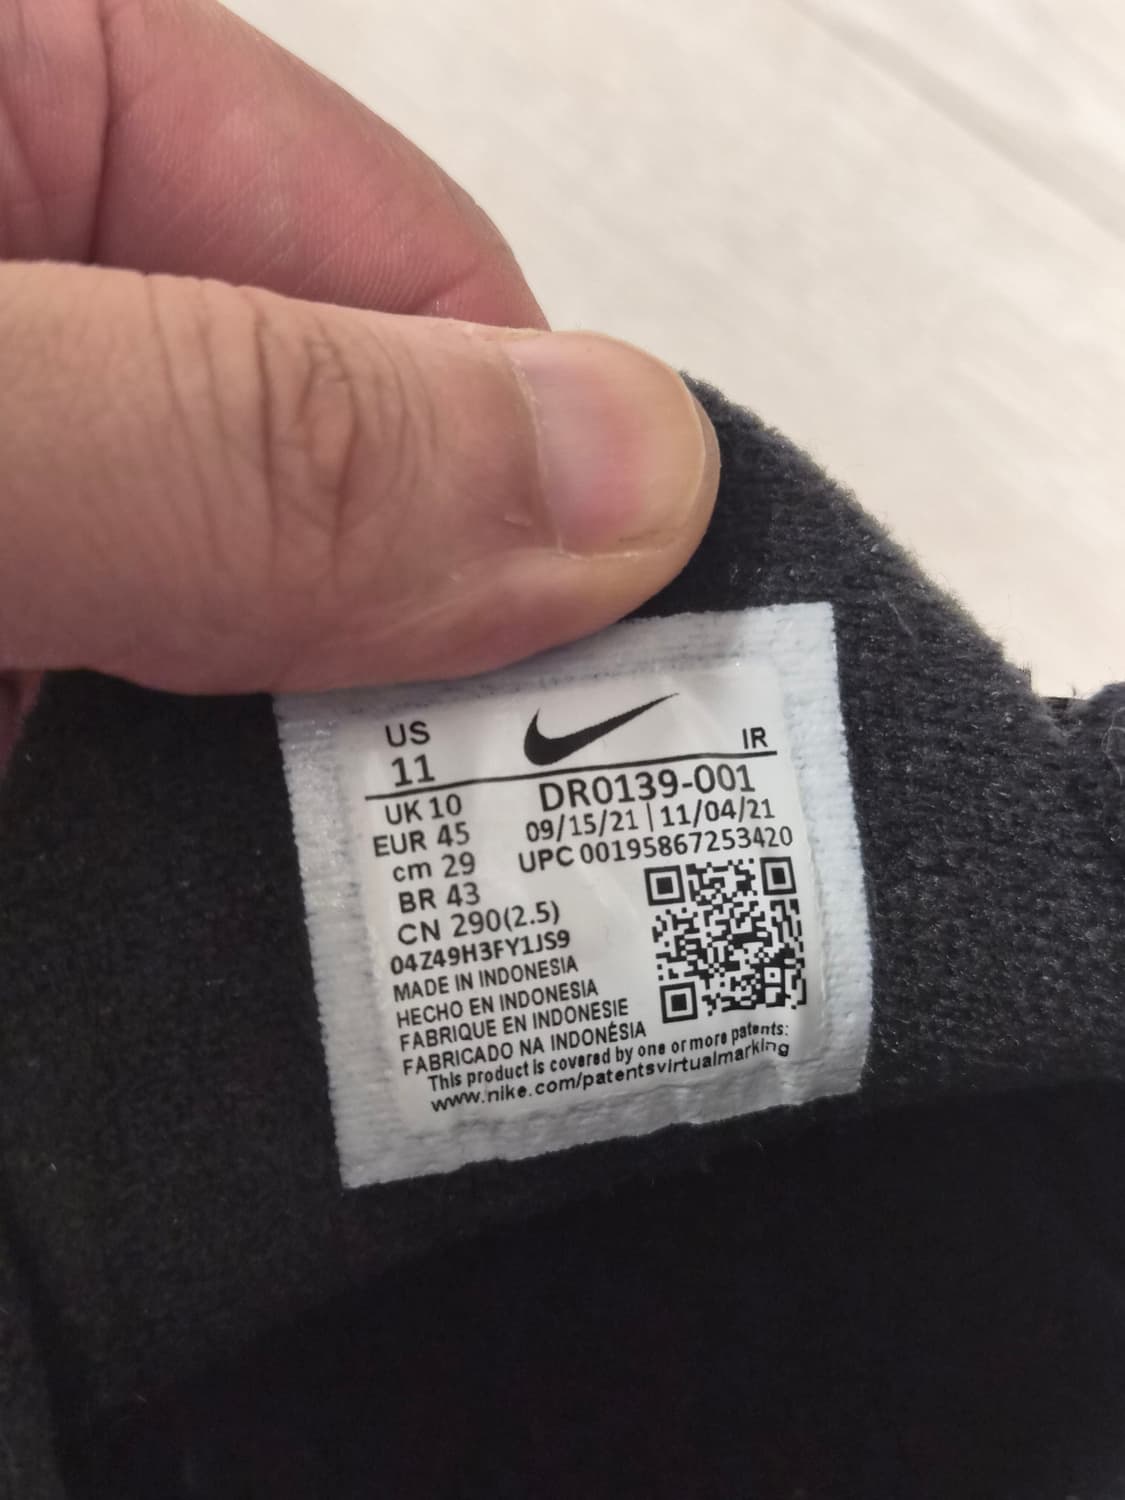 US
11
IR
UK 10
EUR 45
cm 29
BR 43
CN 290(2.5)
DR0139-001
09/15/21 | 11/04/21
UPC 00195867253420
04Z49H3FY1JS9
MADE IN INDONESIA
HECHO EN INDONESIA
FABRIQUE EN INDONESIE
FABRICADO NA INDONÉSIA
This product is covered by one or more patents:
www.nike.com/patentsvirtualmarking